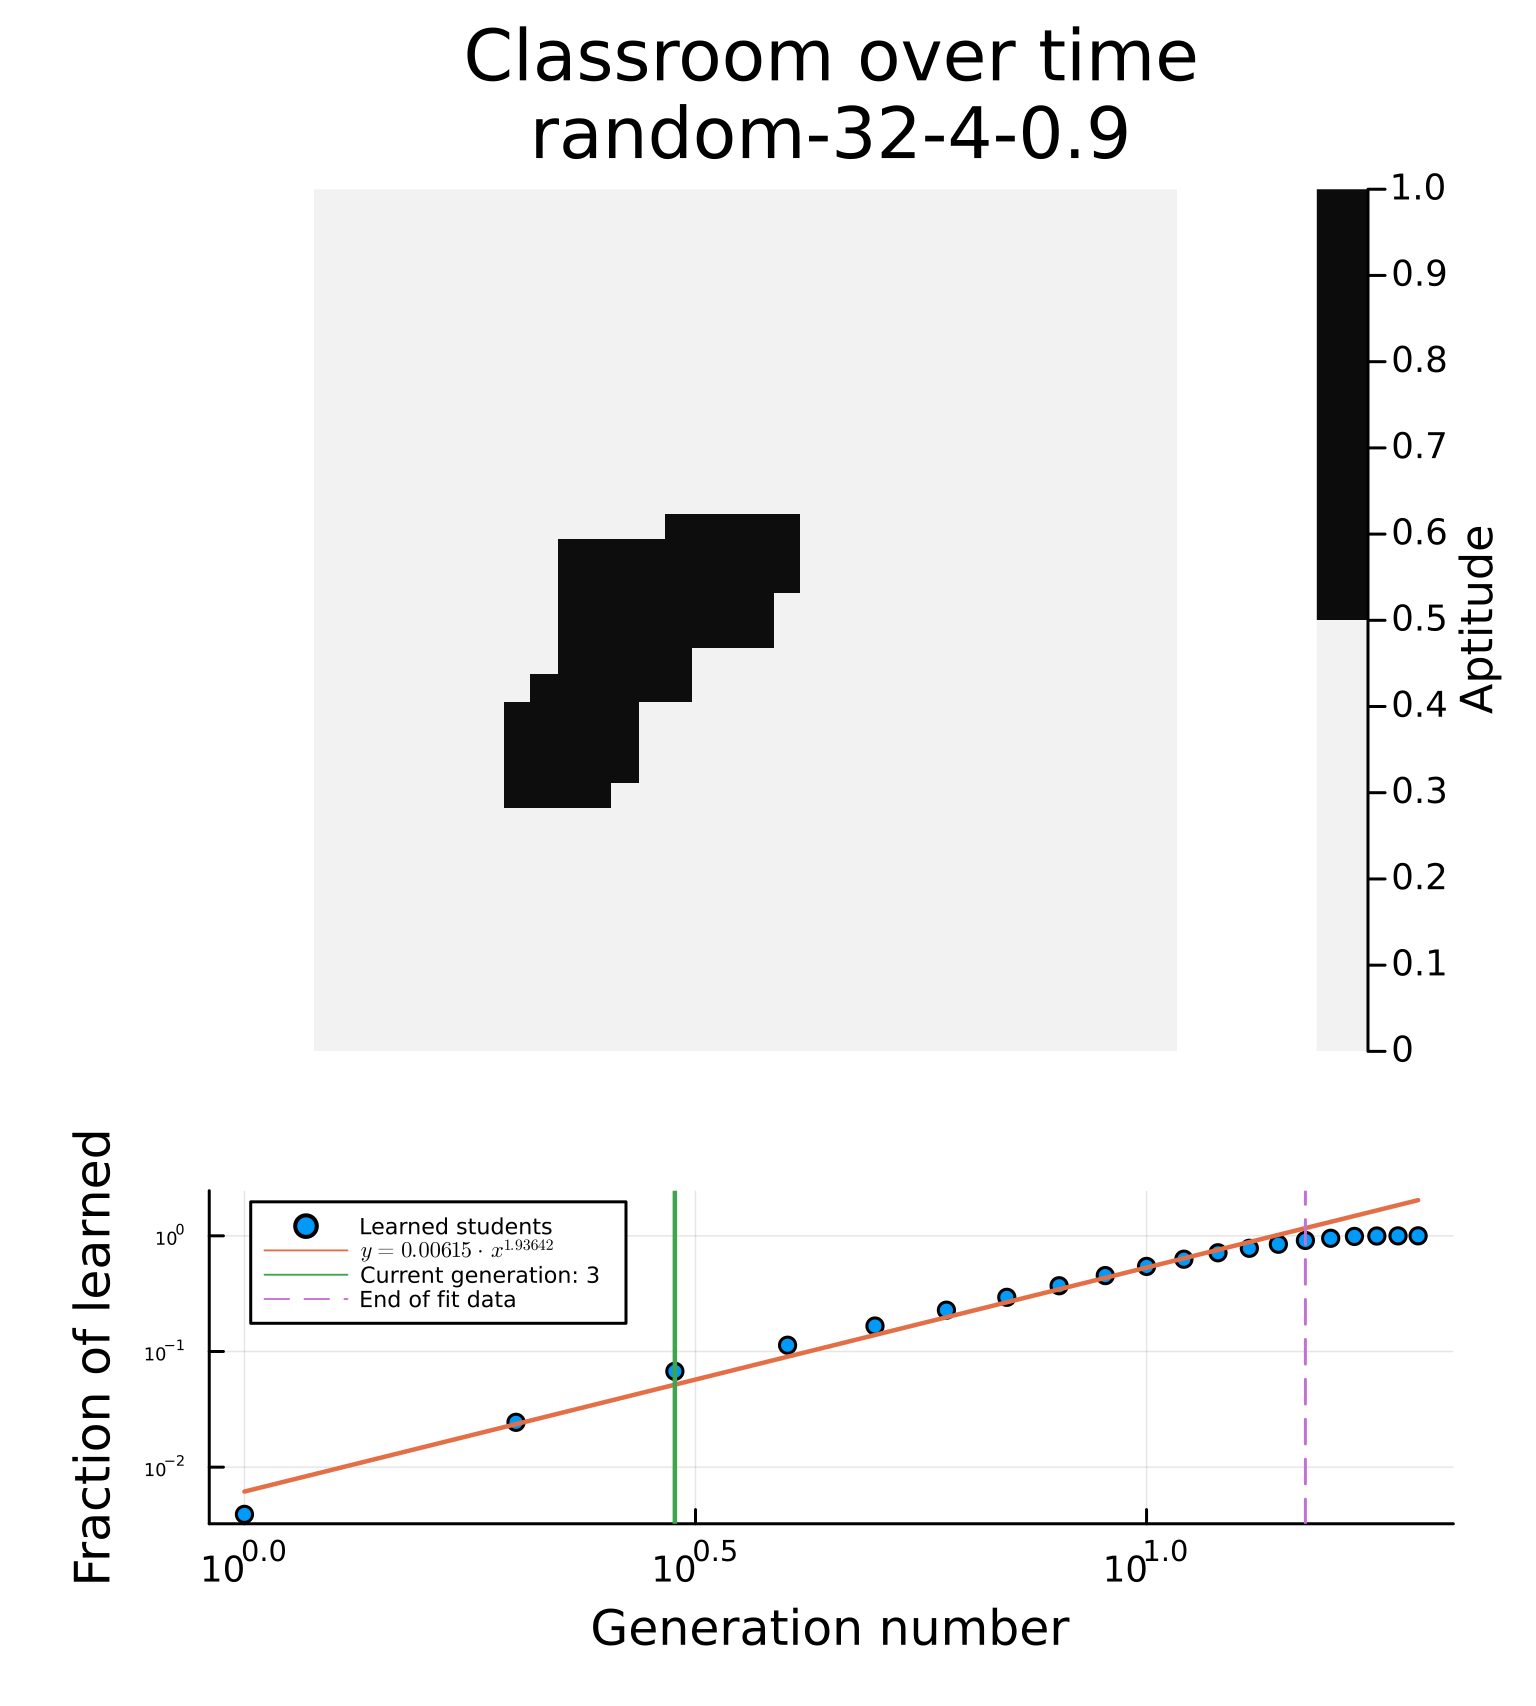 Classroom over time
random-32-4-0.9
1.0
0.9
0.8
0.7
0.6
0.5
0.4
0.3
0.2
0.1
0
Aptitude
Fraction of learned
10^0
10^-1
10^-2
Learned students
y = 0.00615 · x^1.93642
Current generation: 3
End of fit data
10^0.0
10^0.5
10^1.0
Generation number